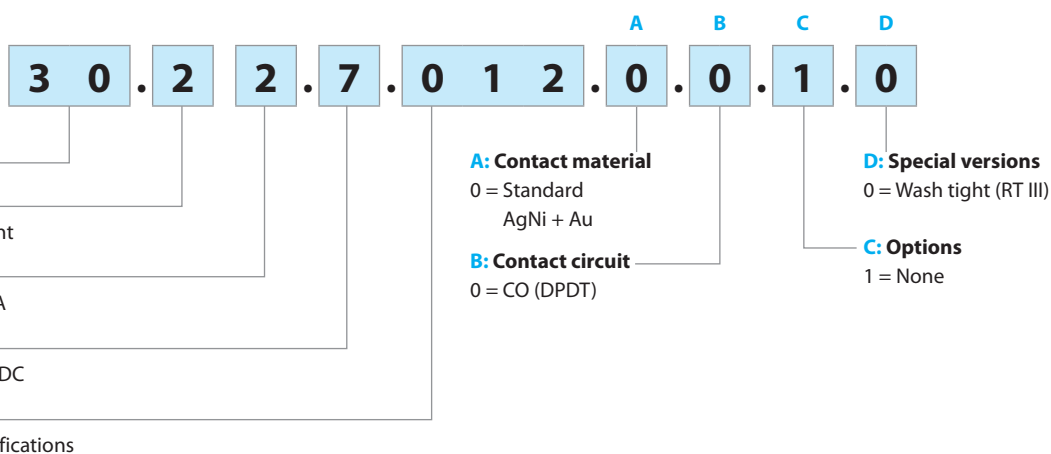 A B C D
3 0 . 2 2 . 7 . 0 1 2 . 0 . 0 . 1 . 0
A: Contact material
0 = Standard
AgNi + Au
B: Contact circuit
0 = CO (DPDT)
D: Special versions
0 = Wash tight (RT III)
C: Options
1 = None
nt
A
DC
fications